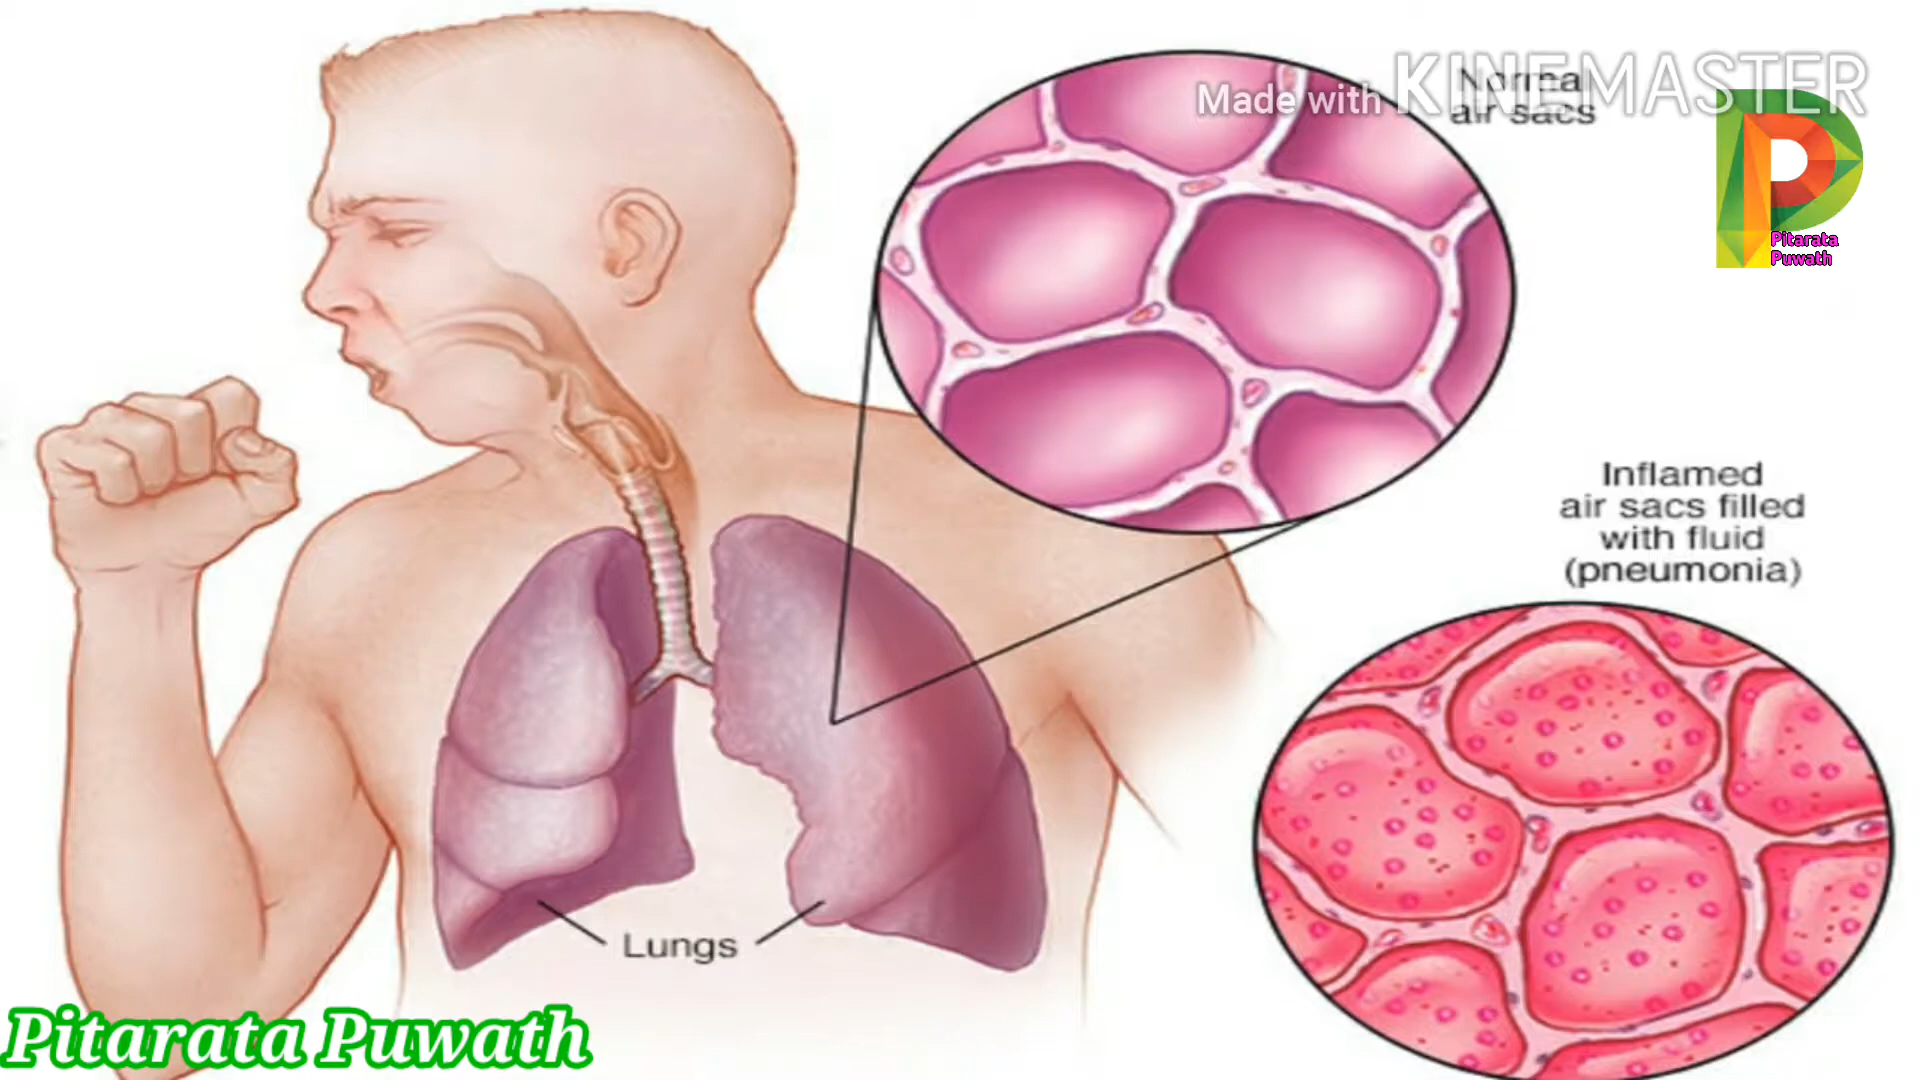 Made with KINEMASTER
Normal
air sacs
Pitarata
Puwath
Inflamed
air sacs filled
with fluid
(pneumonia)
Lungs
Pitarata Puwath